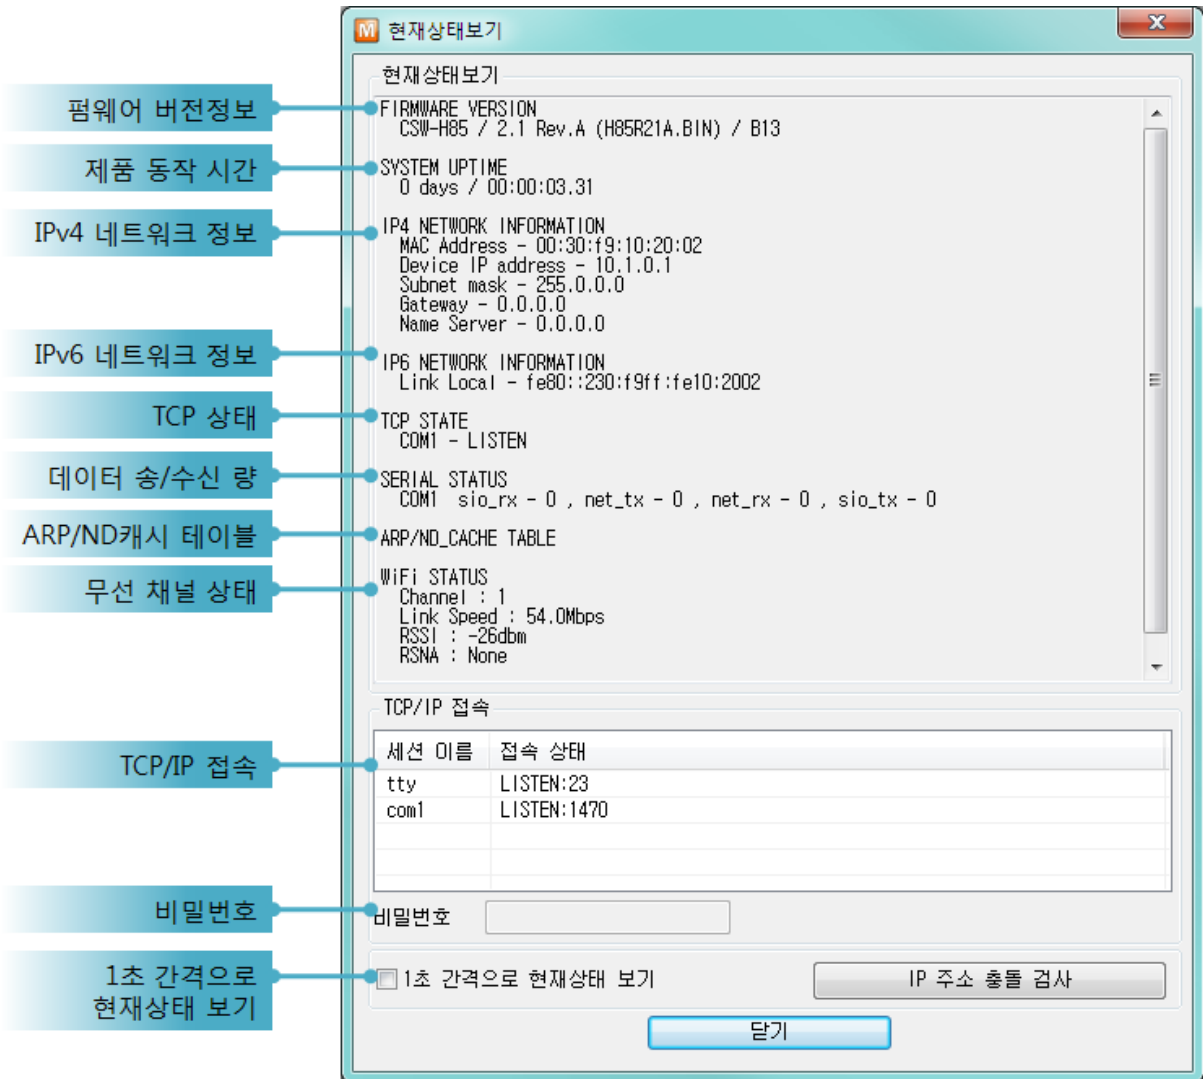 현재상태보기
현재상태보기
펌웨어 버전정보
FIRMWARE VERSION
CSW-H85 / 2.1 Rev.A (H85R21A.BIN) / B13
제품 동작 시간
SYSTEM UPTIME
0 days / 00:00:03.31
IPv4 네트워크 정보
IP4 NETWORK INFORMATION
MAC Address - 00:30:f9:10:20:02
Device IP address - 10.1.0.1
Subnet mask - 255.0.0.0
Gateway - 0.0.0.0
Name Server - 0.0.0.0
IPv6 네트워크 정보
IP6 NETWORK INFORMATION
Link Local - fe80::230:f9ff:fe10:2002
TCP 상태
TCP STATE
COM1 - LISTEN
데이터 송/수신 량
SERIAL STATUS
COM1 sio_rx - 0 , net_tx - 0 , net_rx - 0 , sio_tx - 0
ARP/ND캐시 테이블
ARP/ND_CACHE TABLE
무선 채널 상태
WiFi STATUS
Channel : 1
Link Speed : 54.0Mbps
RSSI : -26dbm
RSNA : None
TCP/IP 접속
TCP/IP 접속
세션 이름 접속 상태
tty LISTEN:23
com1 LISTEN:1470
비밀번호
비밀번호
1초 간격으로
현재상태 보기
1초 간격으로 현재상태 보기
IP 주소 충돌 검사
닫기